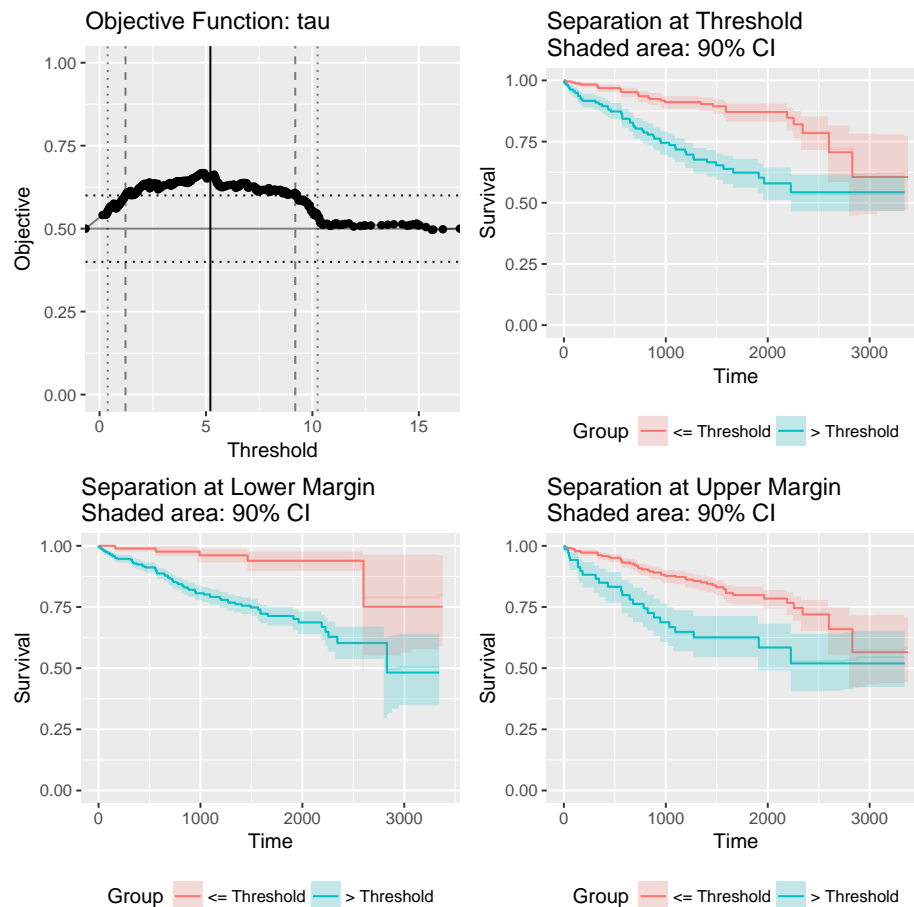 Objective Function: tau
Objective
1.00
0.75
0.50
0.25
0.00
0 5 10 15
Threshold
Separation at Threshold
Shaded area: 90% CI
Survival
1.00
0.75
0.50
0.25
0.00
0 1000 2000 3000
Time
Group <= Threshold > Threshold
Separation at Lower Margin
Shaded area: 90% CI
Survival
1.00
0.75
0.50
0.25
0.00
0 1000 2000 3000
Time
Group <= Threshold > Threshold
Separation at Upper Margin
Shaded area: 90% CI
Survival
1.00
0.75
0.50
0.25
0.00
0 1000 2000 3000
Time
Group <= Threshold > Threshold